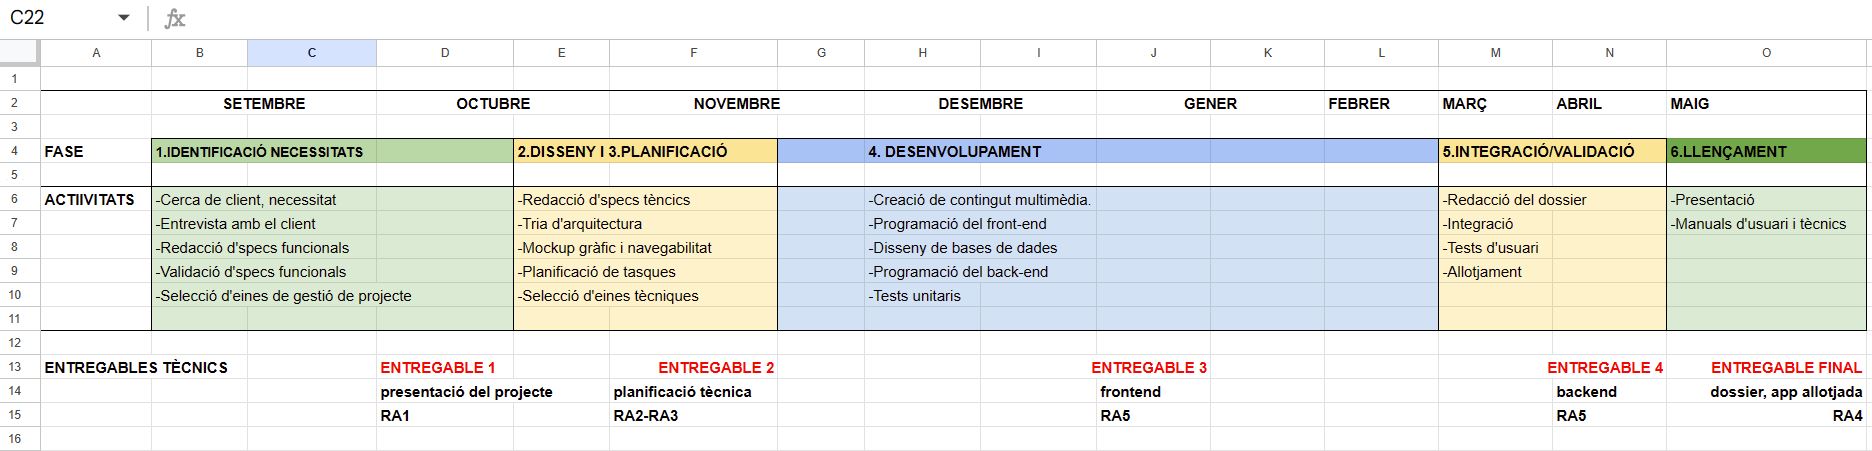 C22
fx
A B C D E F G H I J K L M N O
1
2 SETEMBRE OCTUBRE NOVEMBRE DESEMBRE GENER FEBRER MARÇ ABRIL MAIG
3
4 FASE 1.IDENTIFICACIÓ NECESSITATS 2.DISSENY I 3.PLANIFICACIÓ 4. DESENVOLUPAMENT 5.INTEGRACIÓ/VALIDACIÓ 6.LLENÇAMENT
5
6 ACTIIVITATS -Cerca de client, necessitat -Redacció d'specs tèncics -Creació de contingut multimèdia. -Redacció del dossier -Presentació
7 -Entrevista amb el client -Tria d'arquitectura -Programació del front-end -Integració -Manuals d'usuari i tècnics
8 -Redacció d'specs funcionals -Mockup gràfic i navegabilitat -Disseny de bases de dades -Tests d'usuari
9 -Validació d'specs funcionals -Planificació de tasques -Programació del back-end -Allotjament
10 -Selecció d'eines de gestió de projecte -Selecció d'eines tècniques -Tests unitaris
11
12
13 ENTREGABLES TÈCNICS ENTREGABLE 1 ENTREGABLE 2 ENTREGABLE 3 ENTREGABLE 4 ENTREGABLE FINAL
14 presentació del projecte planificació tècnica frontend backend dossier, app allotjada
15 RA1 RA2-RA3 RA5 RA5 RA4
16